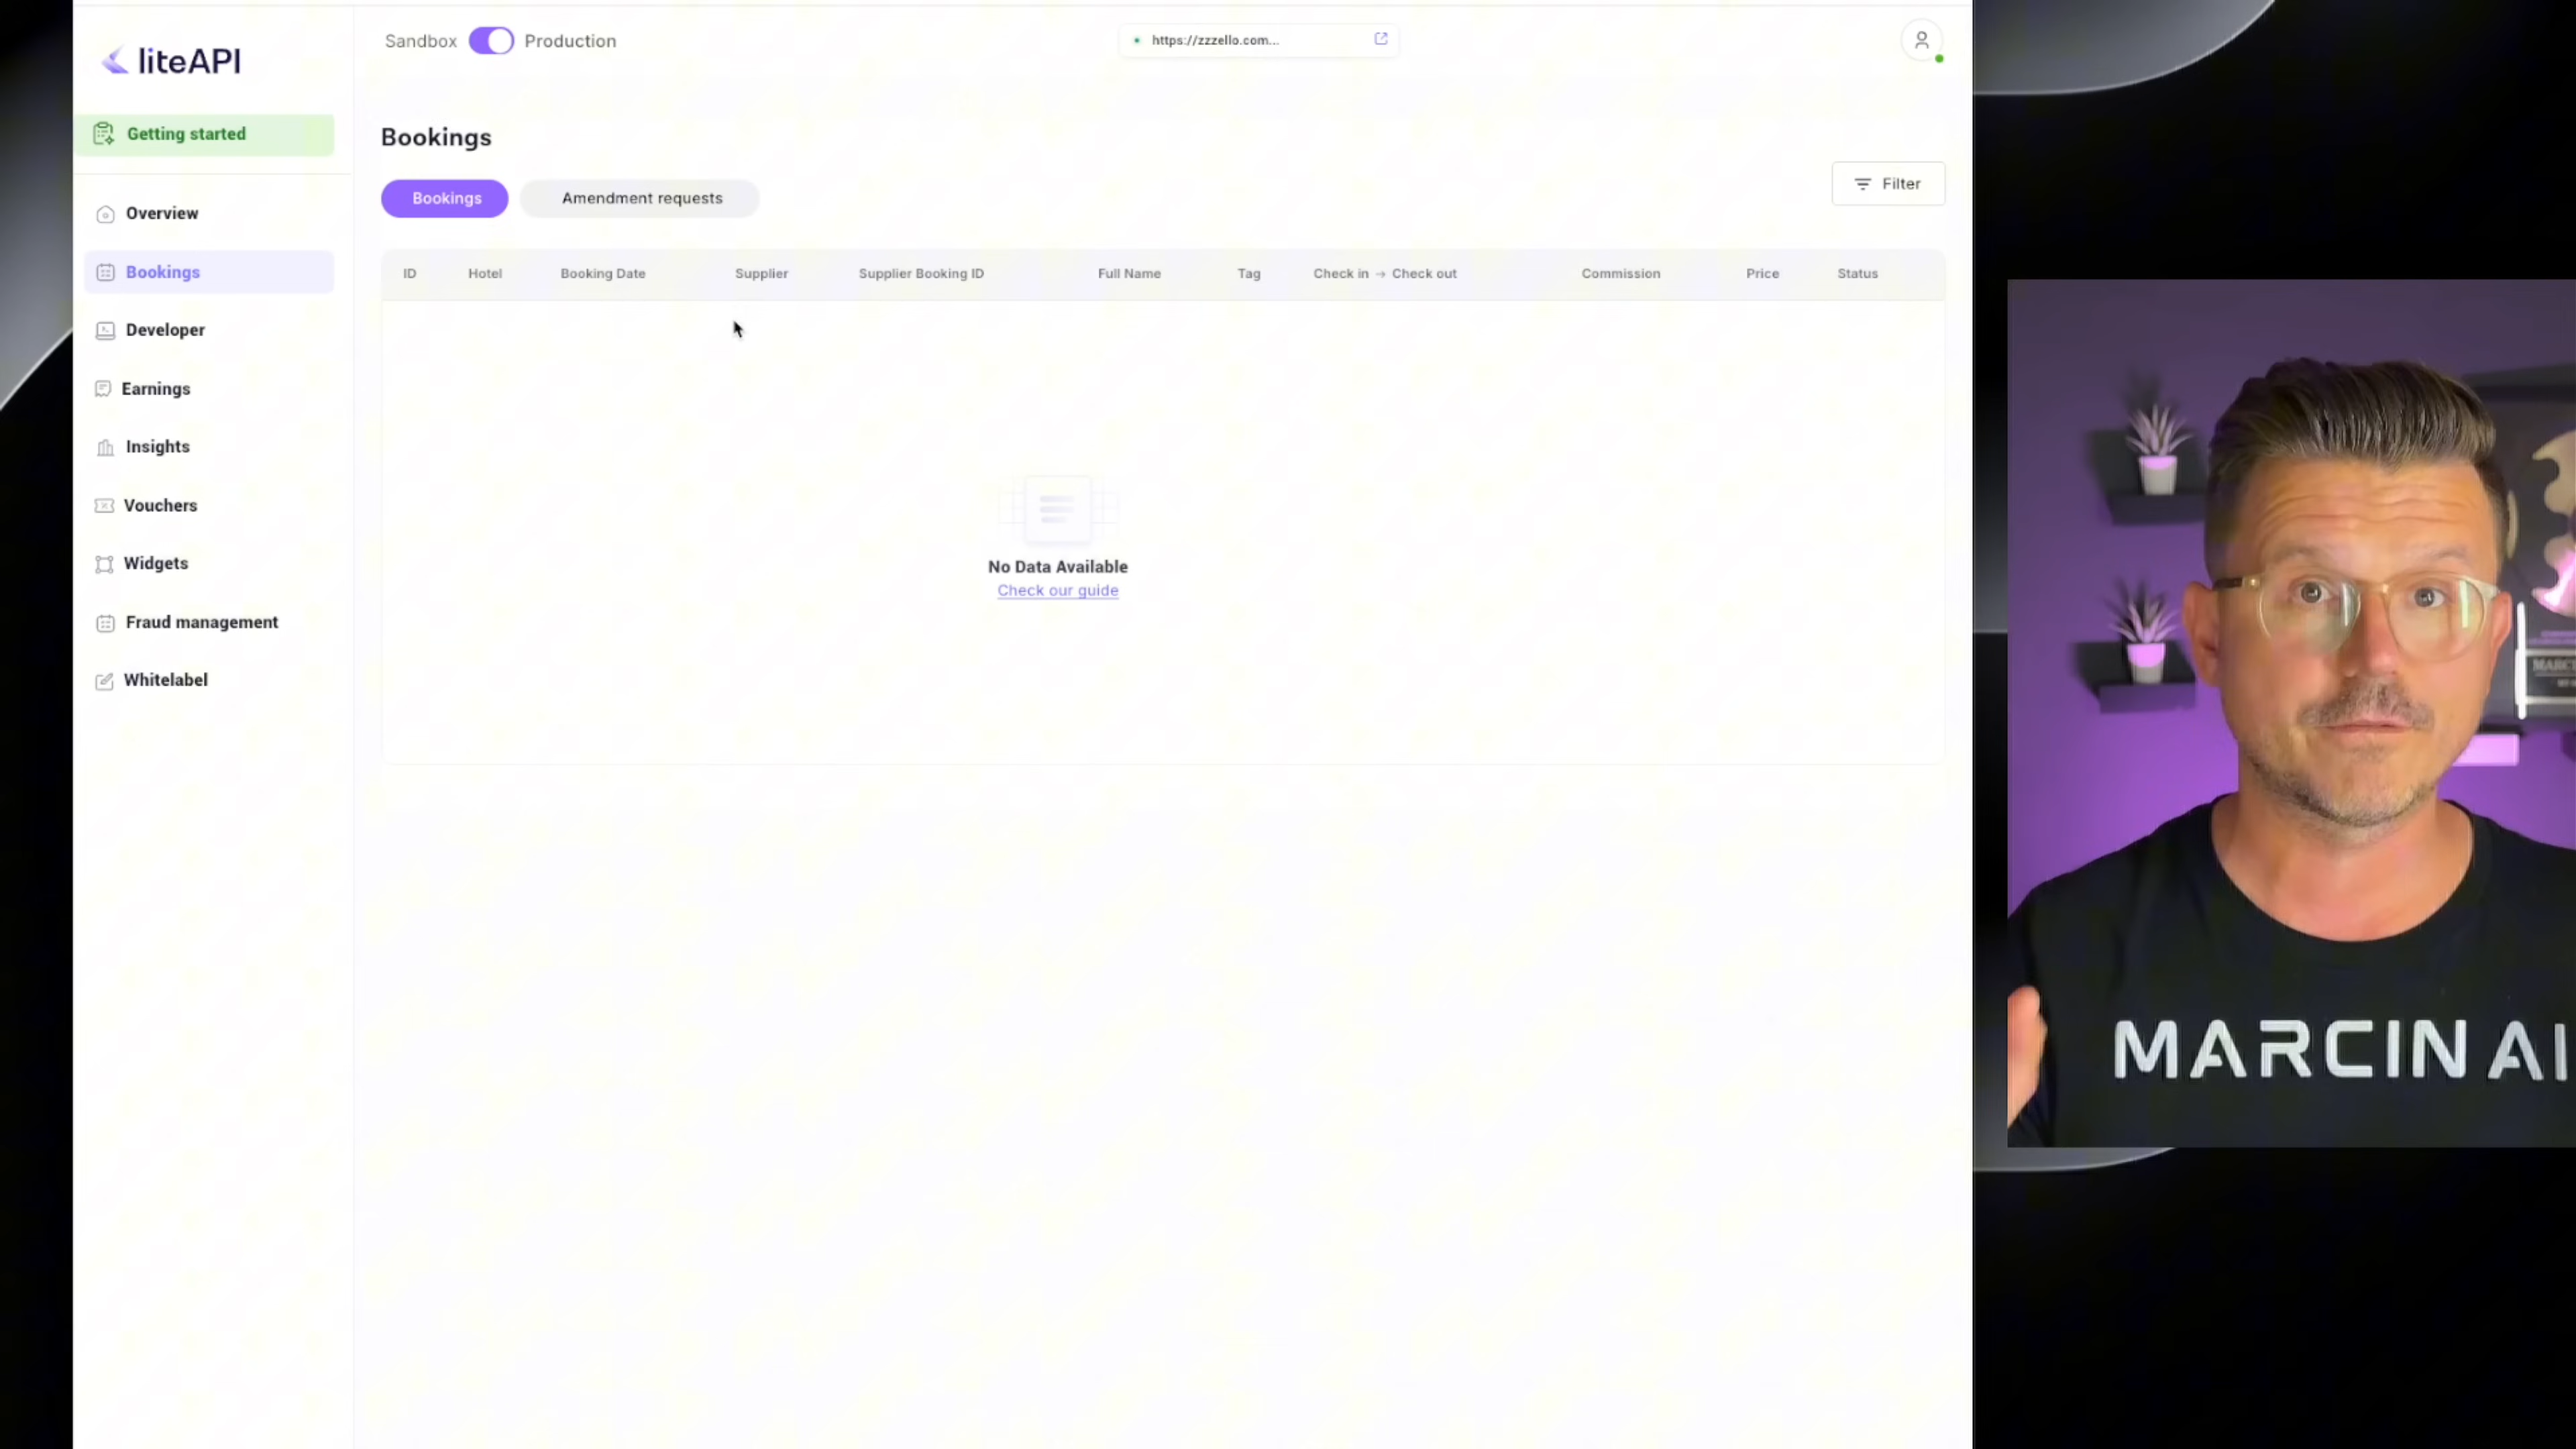 liteAPI
Sandbox
Production
https://zzzello.com...
Getting started
Overview
Bookings
Developer
Earnings
Insights
Vouchers
Widgets
Fraud management
Whitelabel
Bookings
Bookings
Amendment requests
Filter
ID Hotel Booking Date Supplier Supplier Booking ID Full Name Tag Check in → Check out Commission Price Status
No Data Available
Check our guide
MARCIN AI